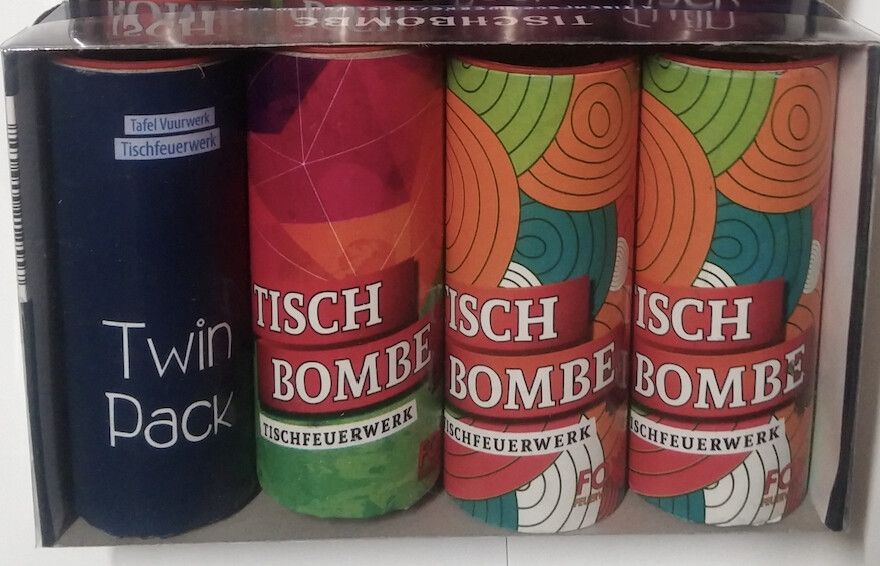 TISCHBOMBE
Tafel Vuurwerk
Tischfeuerwerk
Twin
Pack
TISCH
BOMBE
TISCHFEUERWERK
TISCH
BOMBE
TISCHFEUERWERK
TISCH
BOMBE
TISCHFEUERWERK